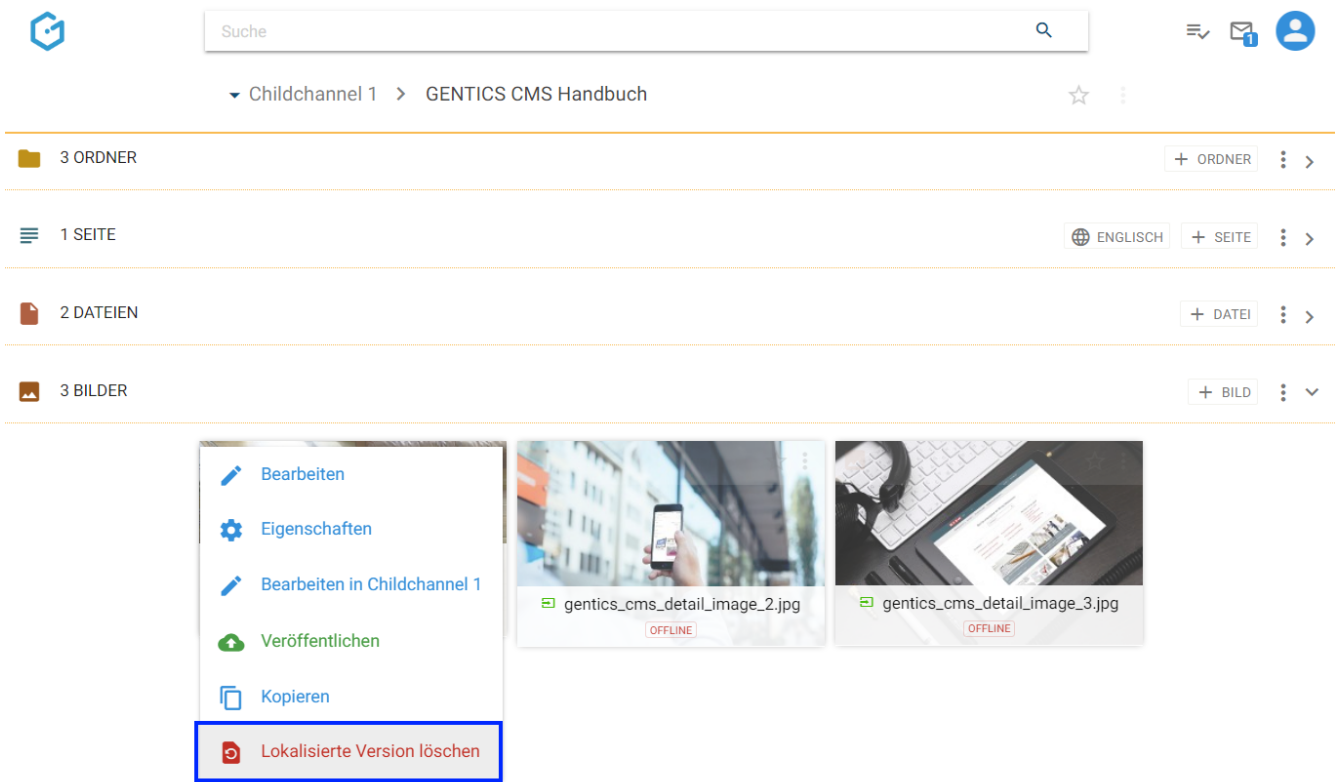 Suche
1
Childchannel 1 > GENTICS CMS Handbuch
3 ORDNER
+ ORDNER
1 SEITE
ENGLISCH
+ SEITE
2 DATEIEN
+ DATEI
3 BILDER
+ BILD
Bearbeiten
Eigenschaften
Bearbeiten in Childchannel 1
Veröffentlichen
Kopieren
Lokalisierte Version löschen
gentics_cms_detail_image_2.jpg
OFFLINE
gentics_cms_detail_image_3.jpg
OFFLINE